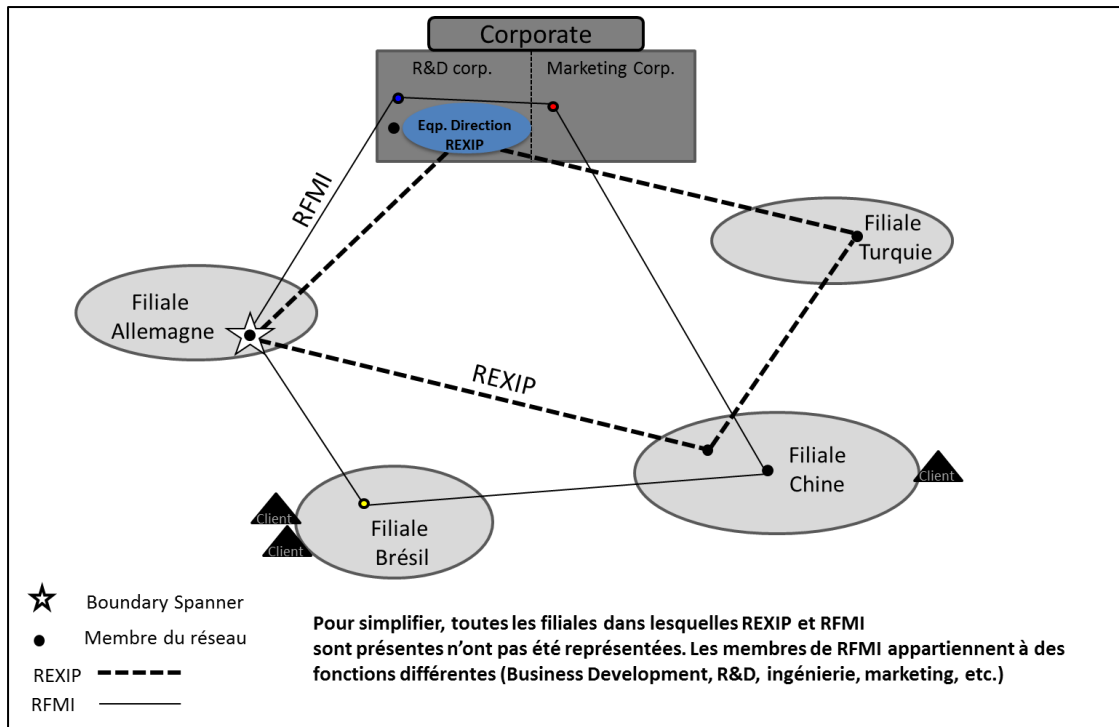 Corporate
R&D corp.
Marketing Corp.
Eqp. Direction
REXIP
RFMI
Filiale
Turquie
Filiale
Allemagne
REXIP
Filiale
Chine
Client
Client
Client
Filiale
Brésil
Boundary Spanner
Membre du réseau
REXIP
RFMI
Pour simplifier, toutes les filiales dans lesquelles REXIP et RFMI
sont présentes n’ont pas été représentées. Les membres de RFMI appartiennent à des
fonctions différentes (Business Development, R&D, ingénierie, marketing, etc.)